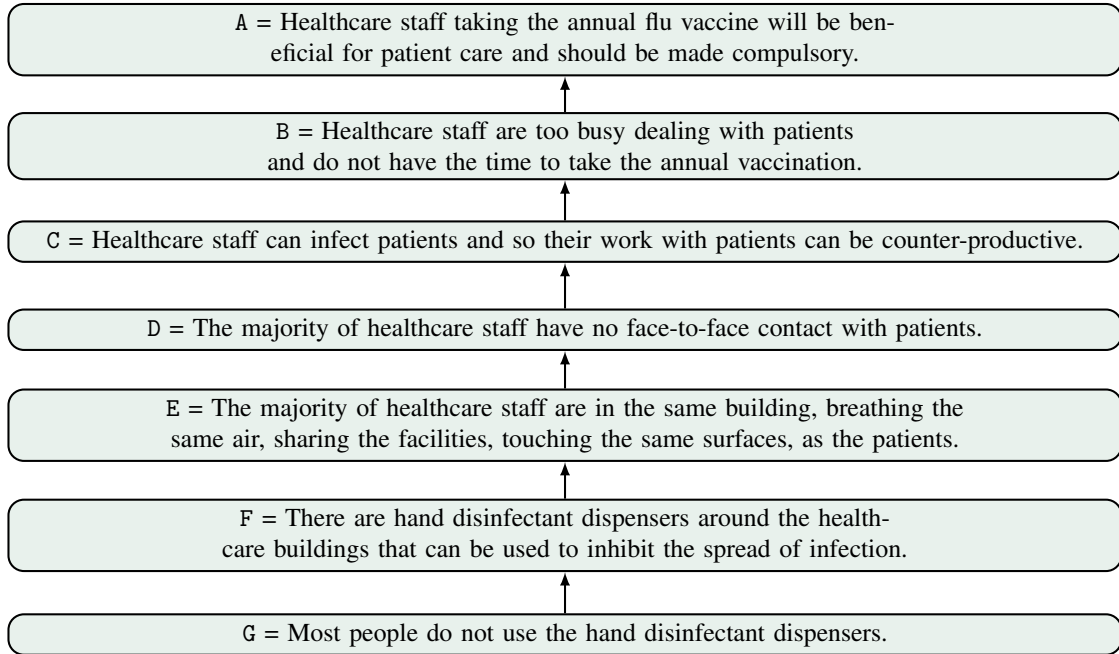 A = Healthcare staff taking the annual flu vaccine will be ben-
eficial for patient care and should be made compulsory.
B = Healthcare staff are too busy dealing with patients
and do not have the time to take the annual vaccination.
C = Healthcare staff can infect patients and so their work with patients can be counter-productive.
D = The majority of healthcare staff have no face-to-face contact with patients.
E = The majority of healthcare staff are in the same building, breathing the
same air, sharing the facilities, touching the same surfaces, as the patients.
F = There are hand disinfectant dispensers around the health-
care buildings that can be used to inhibit the spread of infection.
G = Most people do not use the hand disinfectant dispensers.